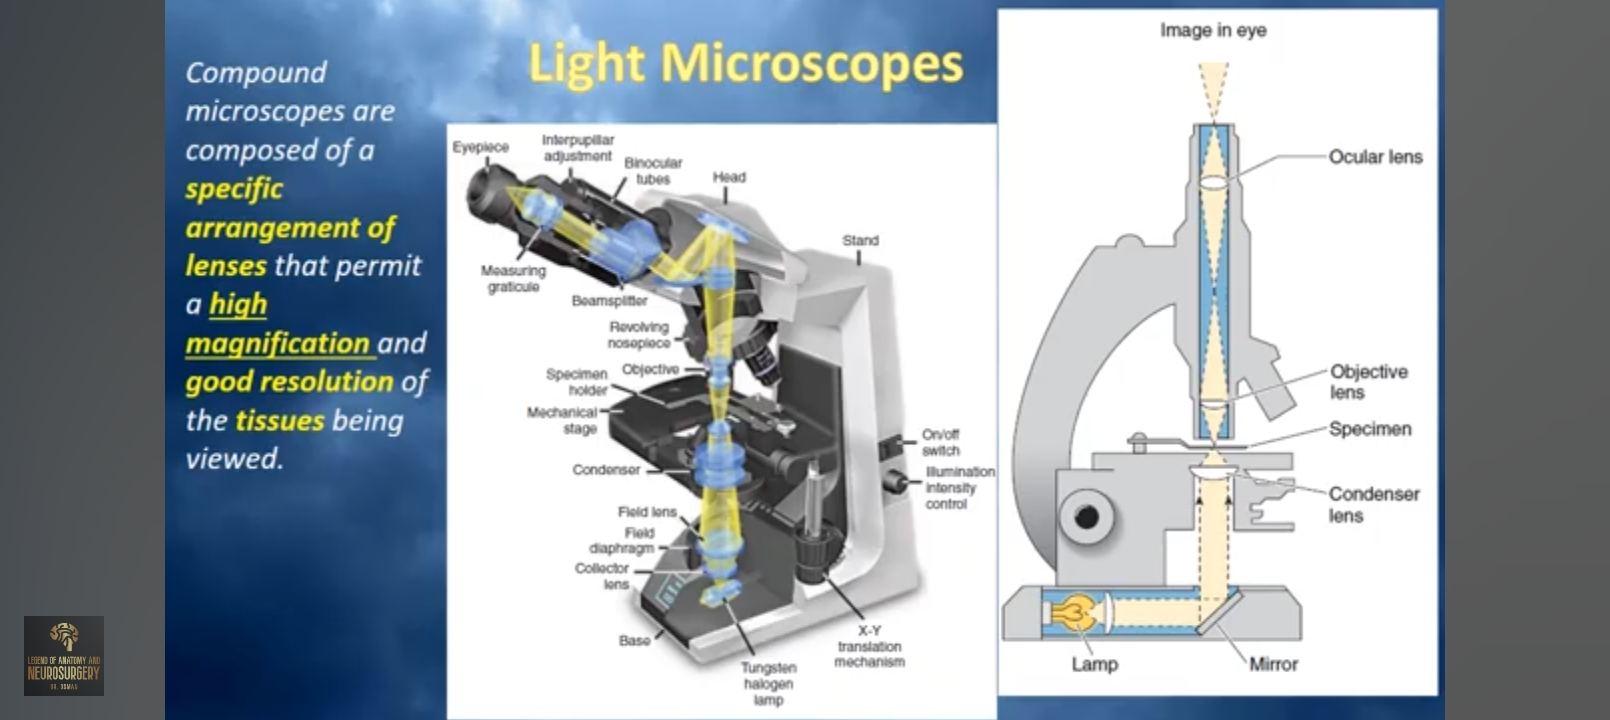 Light Microscopes
Compound
microscopes are
composed of a
specific
arrangement of
lenses that permit
a high
magnification and
good resolution of
the tissues being
viewed.
Eyepiece
Interpupillar
adjustment
Binocular
tubes
Head
Stand
Measuring
graticule
Beamsplitter
Revolving
nosepiece
Objective
Specimen
holder
Mechanical
stage
Condenser
On/off
switch
Illumination
intensity
control
Field lens
Field
diaphragm
Collector
lens
Base
Tungsten
halogen
lamp
X-Y
translation
mechanism
Image in eye
Ocular lens
Objective
lens
Specimen
Condenser
lens
Lamp
Mirror
LEGEND OF ANATOMY AND
NEUROSURGERY